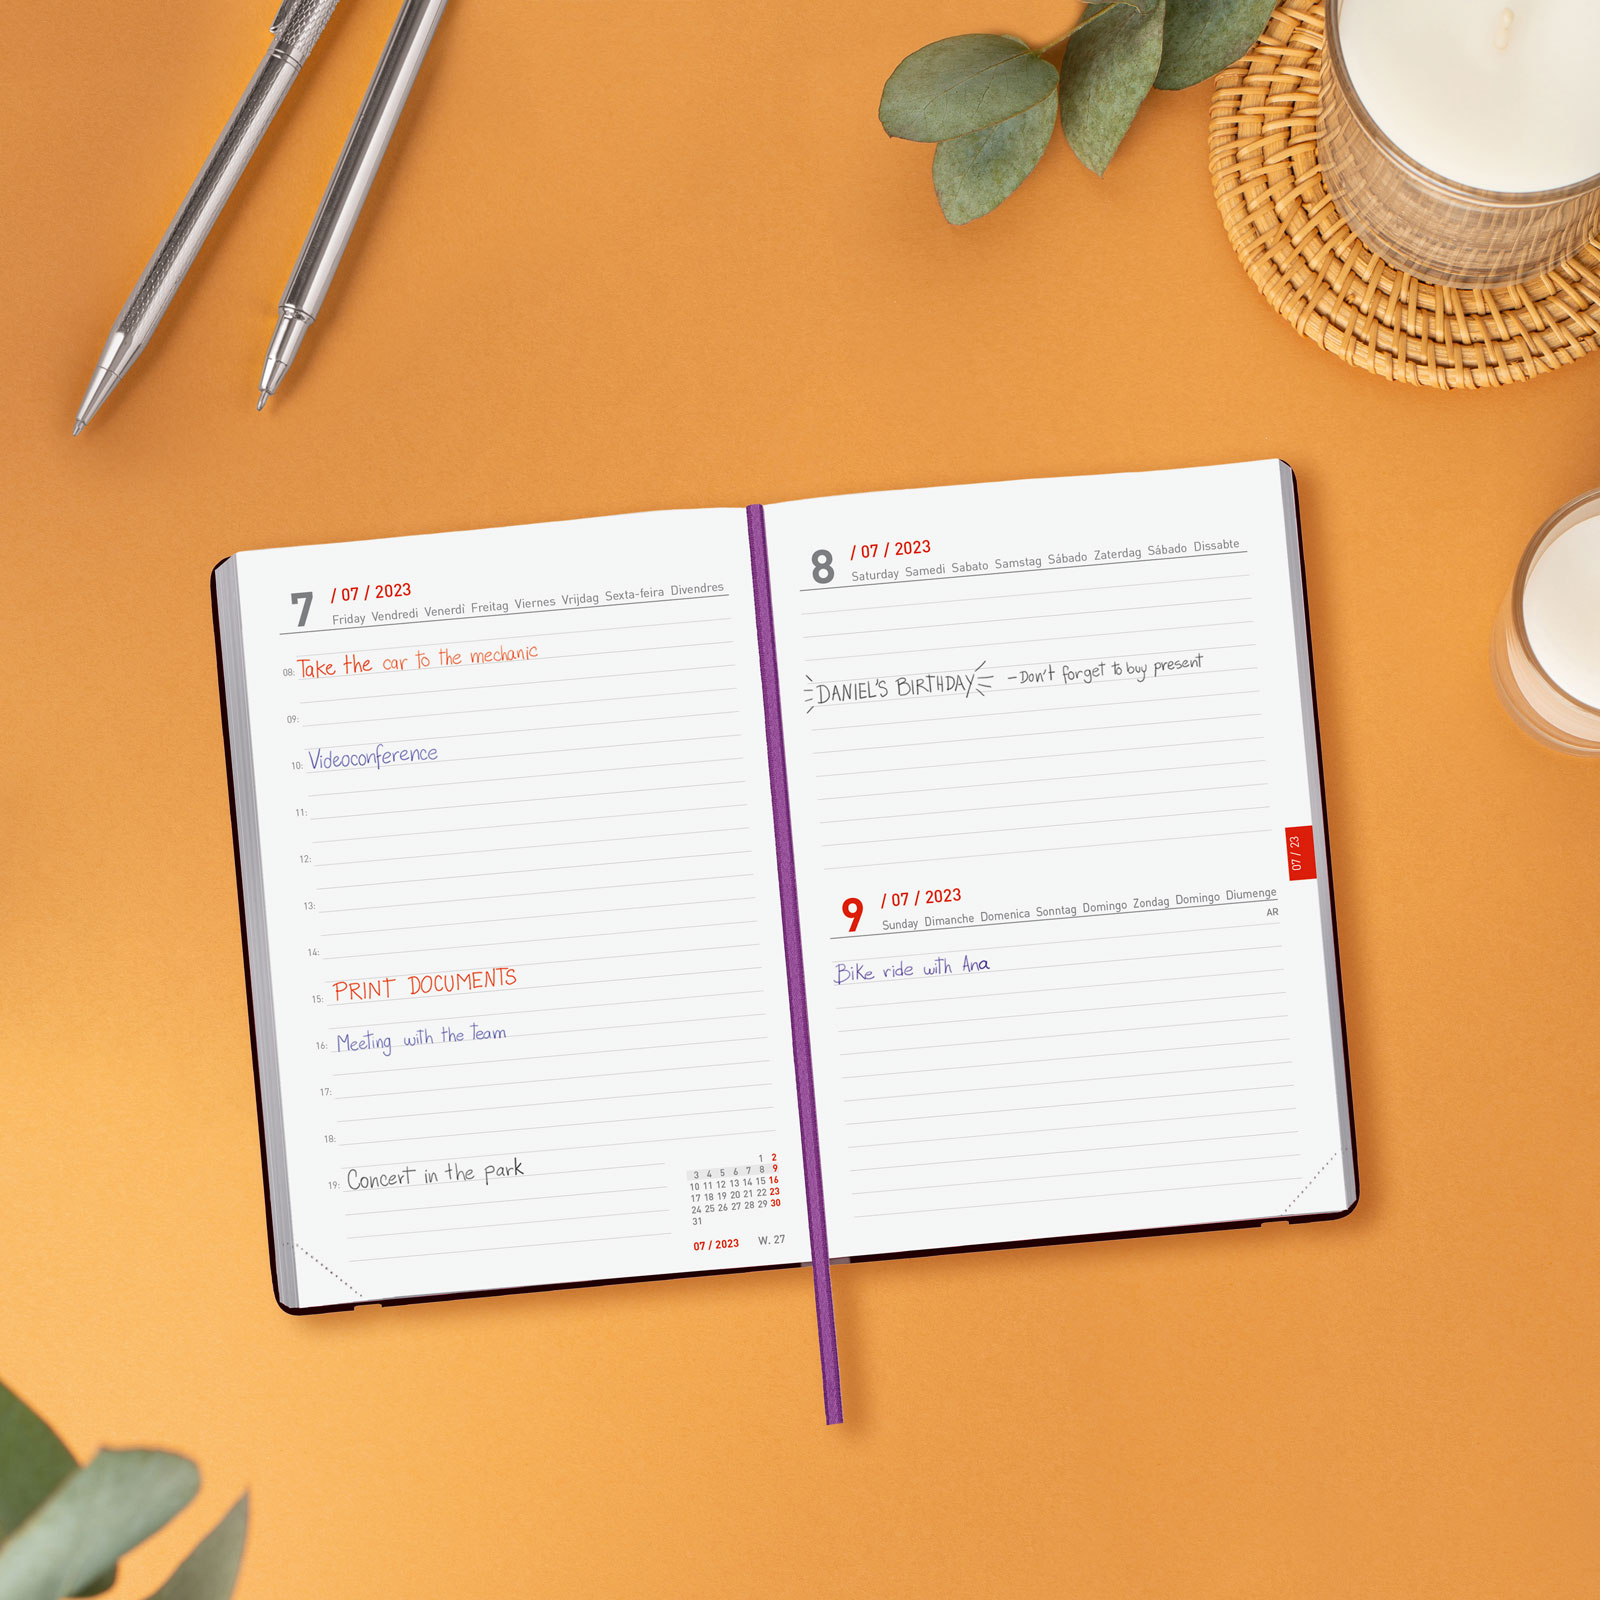 7 / 07 / 2023
Friday Vendredi Venerdì Freitag Viernes Vrijdag Sexta-feira Divendres
08: Take the car to the mechanic
09:
10: Videoconference
11:
12:
13:
14:
15: PRINT DOCUMENTS
16: Meeting with the team
17:
18:
19: Concert in the park
1 2
3 4 5 6 7 8 9
10 11 12 13 14 15 16
17 18 19 20 21 22 23
24 25 26 27 28 29 30
31
07 / 2023 W. 27
8 / 07 / 2023
Saturday Samedi Sabato Samstag Sábado Zaterdag Sábado Dissabte
DANIEL'S BIRTHDAY - Don't forget to buy present
07 / 23
9 / 07 / 2023
Sunday Dimanche Domenica Sonntag Domingo Zondag Domingo Diumenge
AR
Bike ride with Ana